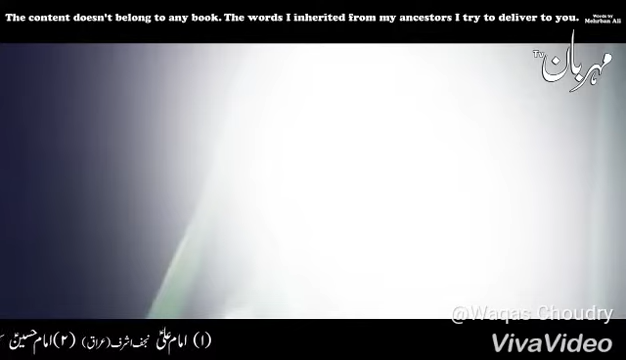 The content doesn't belong to any book. The words I inherited from my ancestors I try to deliver to you.
Words by
Mehrban Ali
مہربان Tv
@Waqas Choudry
(۱) امام علیؑ نجف اشرف (عراق) (۲) امام حسینؑ
VivaVideo